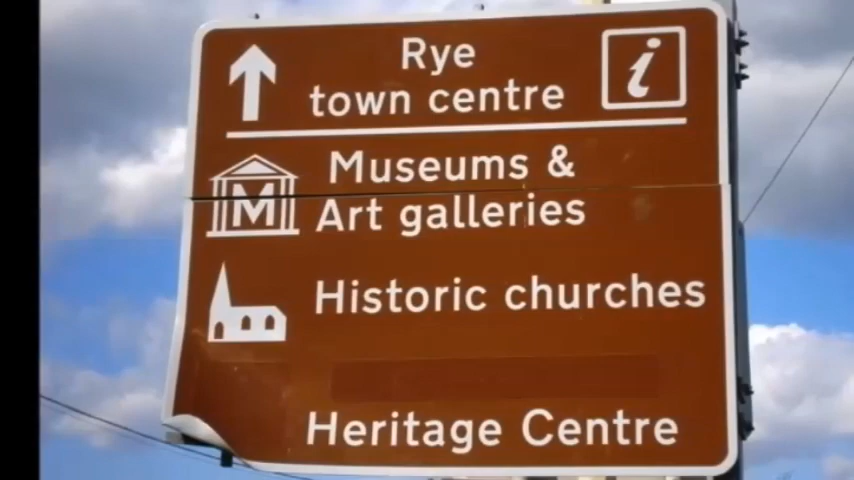 Rye
town centre
i
Museums &
M
Art galleries
Historic churches
Heritage Centre